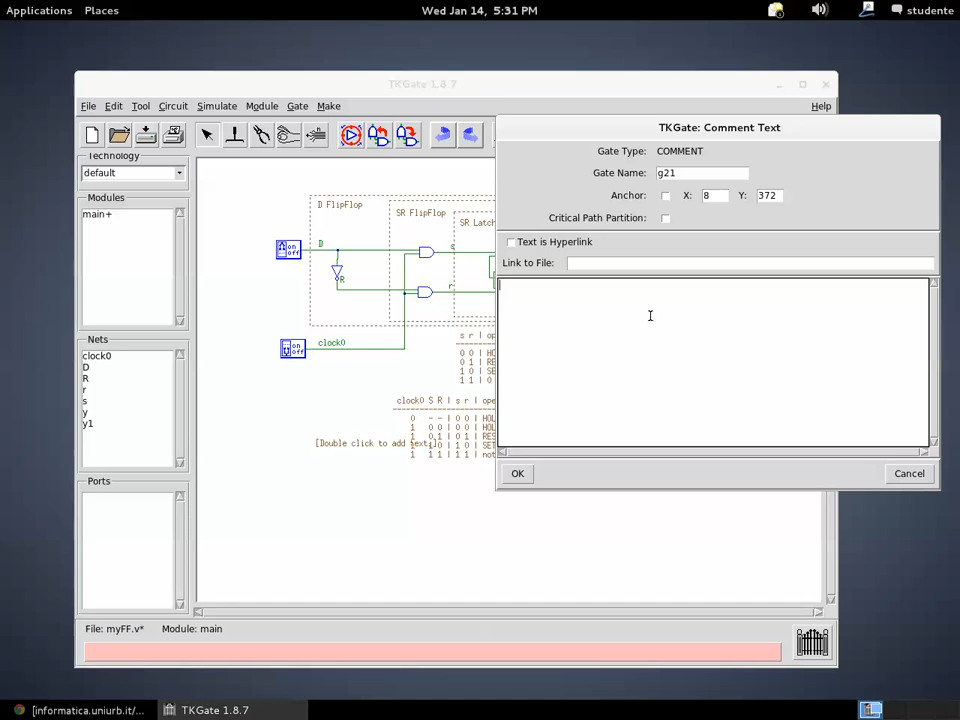 Applications Places Wed Jan 14, 5:31 PM studente
TKGate 1.8.7
File Edit Tool Circuit Simulate Module Gate Make Help
Technology
default
Modules
main+
Nets
clock0
D
R
r
s
y
y1
Ports
D FlipFlop
SR FlipFlop
SR Latc
on
off
D
R
s
r
on
off
clock0
s r | op
0 0 | HO
0 1 | RE
1 0 | SE
1 1 | 0
clock0 S R | s r | ope
0 - - | 0 0 | HOL
1 0 0 | 0 0 | HOL
1 0 1 | 0 1 | RES
[Double click to add text.]
1 1 0 | 1 0 | SET
1 1 1 | 1 1 | not
TKGate: Comment Text
Gate Type: COMMENT
Gate Name: g21
Anchor: X: 8 Y: 372
Critical Path Partition:
Text is Hyperlink
Link to File:
OK Cancel
File: myFF.v* Module: main
[informatica.uniurb.it/... TKGate 1.8.7